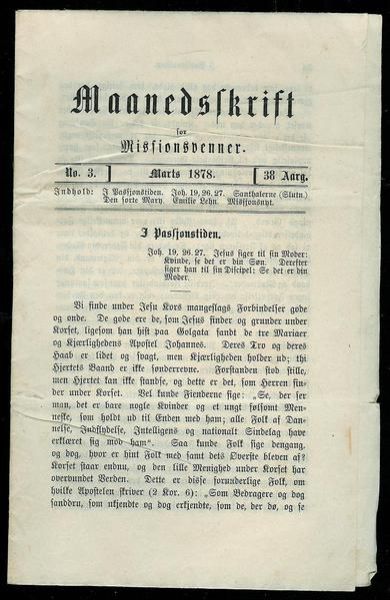 Maanedsskrift
for
Missionsvenner.
No. 3. ] Marts 1878. [ 38 Aarg.
Indhold: I Passjonstiden. Joh. 19, 26. 27. Santhalerne (Slutn.)
Den sorte Mary. Emilie Lehn. Missjonsnyt.
I Passjonstiden.
Joh. 19, 26. 27. Jesus siger til sin Moder:
Kvinde, se det er din Søn. Derefter
siger han til sin Discipel: Se det er din
Moder.
Vi finde under Jesu Kors mangeslags Forbindelser gode
og onde. De gode ere de, som Jesus finder og grunder under
Korset, ligesom han hist paa Golgata fandt de tre Mariaer
og Kjærlighedens Apostel Johannes. Deres Tro og deres
Haab er lidet og svagt, men Kjærligheden holder ud; thi
Hjertets Baand er ikke sønderrevne. Forstanden stod stille,
men Hjertet kan ikke standse, og dette er det, som Herren fin-
der under Korset. Vel kunde Fienderne sige: „Se, der ser
man, det er bare nogle Kvinder og et ungt følsomt Men-
neske, som holdt ud til Enden med ham; alle Folk af Dan-
nelse, Indflydelse, Intelligens og nationalt Sindelag have
erklæret sig mod ham“. Saa kunde Folk sige dengang,
og dog, hvor er hint Folk med samt dets Øverste bleven af?
Korset staar endnu, og den lille Menighed under Korset har
overvundet Verden. Dette er disse forunderlige Folk, om
hvilke Apostelen skriver (2 Kor. 6): „Som Bedragere og dog
sanddru, som ukjendte og dog erkjendte, som de, der dø, og se